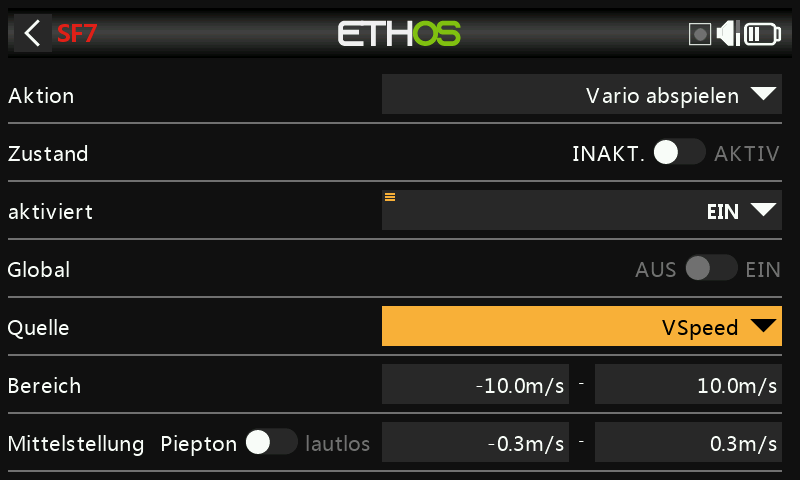 SF7 ETHOS
Aktion Vario abspielen
Zustand INAKT. AKTIV
aktiviert EIN
Global AUS EIN
Quelle VSpeed
Bereich -10.0m/s - 10.0m/s
Mittelstellung Piepton lautlos -0.3m/s - 0.3m/s